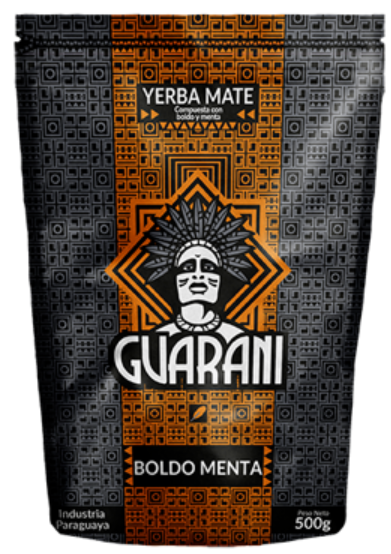 YERBA MATE
Compuesta con
boldo y menta
GUARANI
BOLDO MENTA
Industria
Paraguaya
Peso Neto
500g